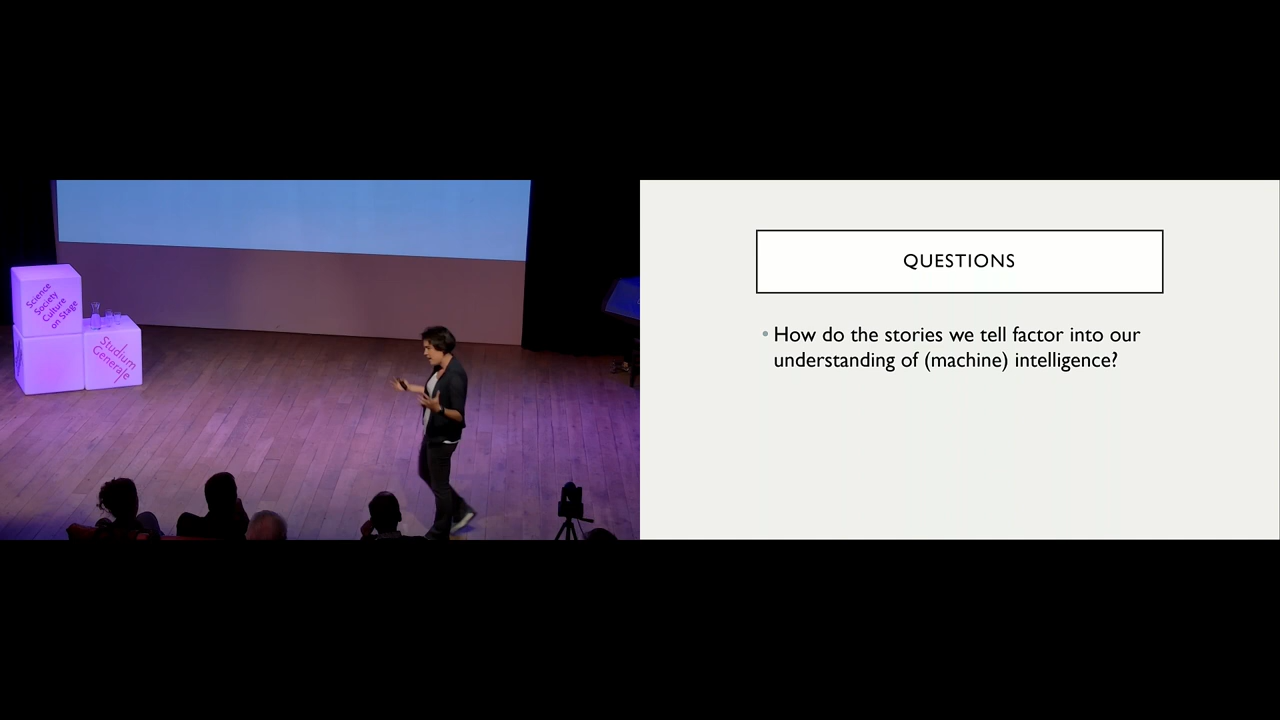 Science
Society
Culture
on Stage
Studium
Generale
QUESTIONS
• How do the stories we tell factor into our
understanding of (machine) intelligence?